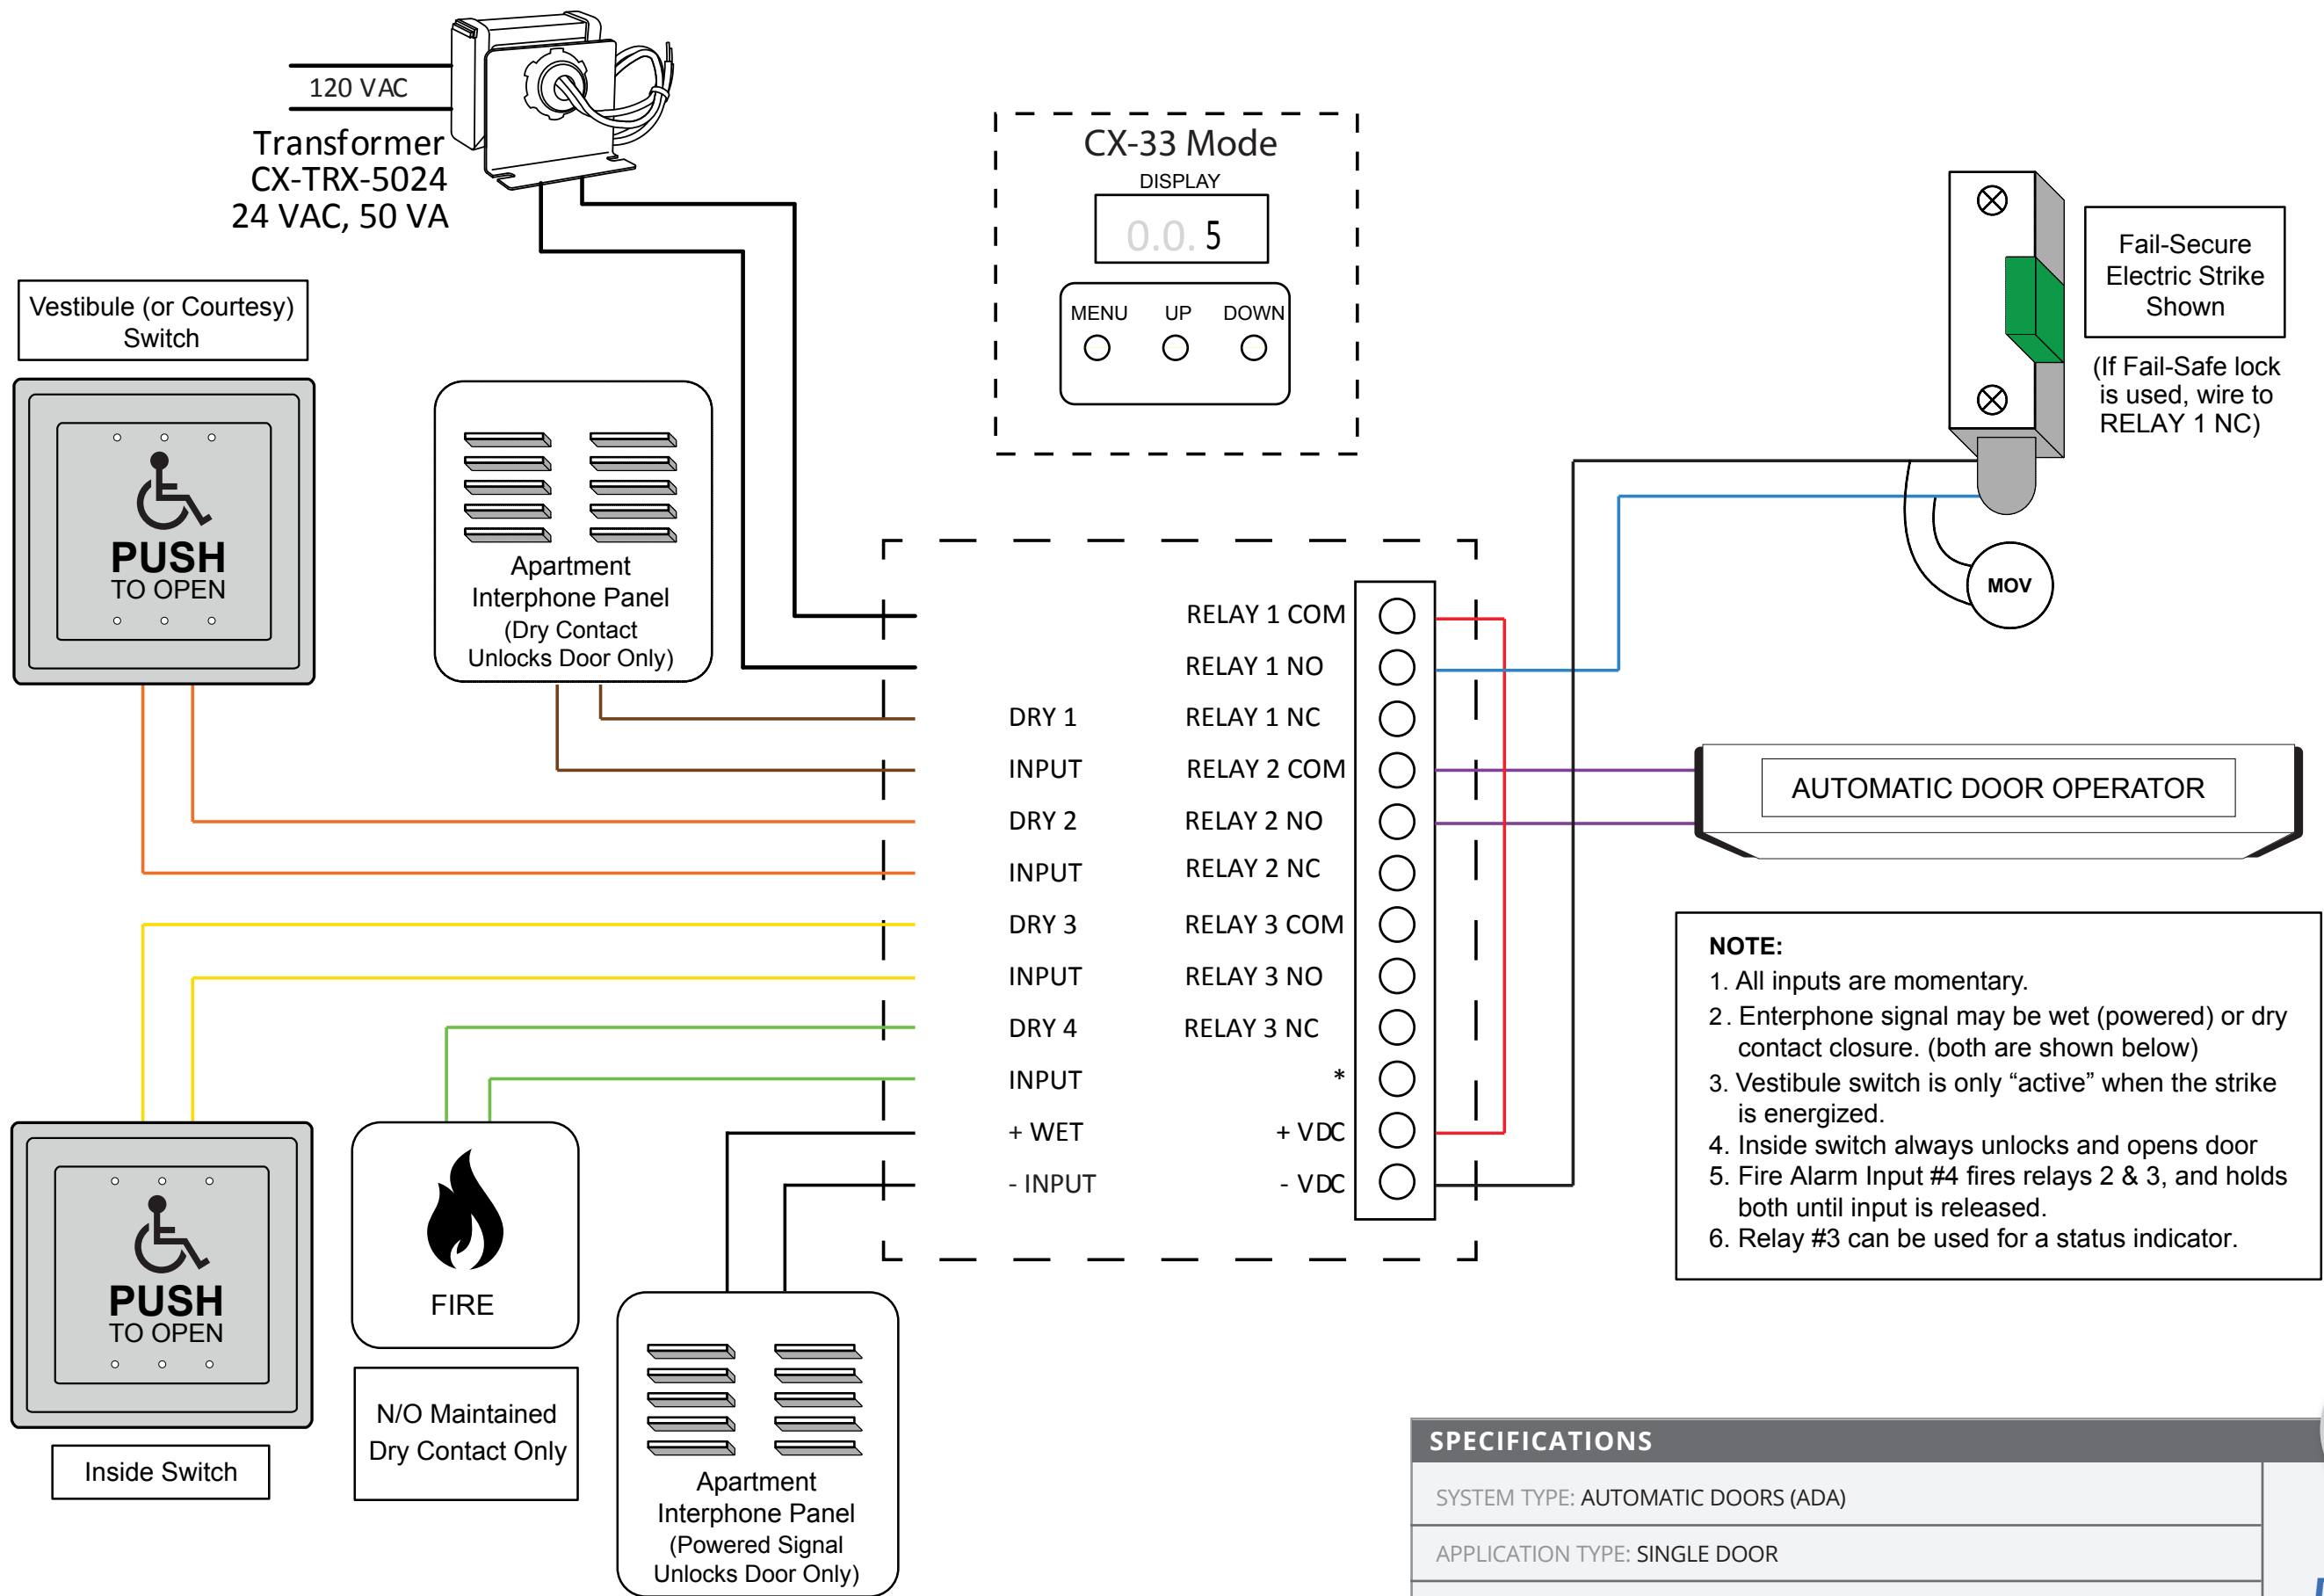 120 VAC
Transformer
CX-TRX-5024
24 VAC, 50 VA
CX-33 Mode
DISPLAY
0.0. 5
MENU UP DOWN
Fail-Secure
Electric Strike
Shown
(If Fail-Safe lock
is used, wire to
RELAY 1 NC)
MOV
Vestibule (or Courtesy)
Switch
PUSH
TO OPEN
Apartment
Interphone Panel
(Dry Contact
Unlocks Door Only)
RELAY 1 COM
RELAY 1 NO
DRY 1 RELAY 1 NC
INPUT RELAY 2 COM
DRY 2 RELAY 2 NO
INPUT RELAY 2 NC
DRY 3 RELAY 3 COM
INPUT RELAY 3 NO
DRY 4 RELAY 3 NC
INPUT *
+ WET + VDC
- INPUT - VDC
AUTOMATIC DOOR OPERATOR
NOTE:
1. All inputs are momentary.
2. Enterphone signal may be wet (powered) or dry
contact closure. (both are shown below)
3. Vestibule switch is only “active” when the strike
is energized.
4. Inside switch always unlocks and opens door
5. Fire Alarm Input #4 fires relays 2 & 3, and holds
both until input is released.
6. Relay #3 can be used for a status indicator.
PUSH
TO OPEN
Inside Switch
FIRE
N/O Maintained
Dry Contact Only
Apartment
Interphone Panel
(Powered Signal
Unlocks Door Only)
SPECIFICATIONS
SYSTEM TYPE: AUTOMATIC DOORS (ADA)
APPLICATION TYPE: SINGLE DOOR